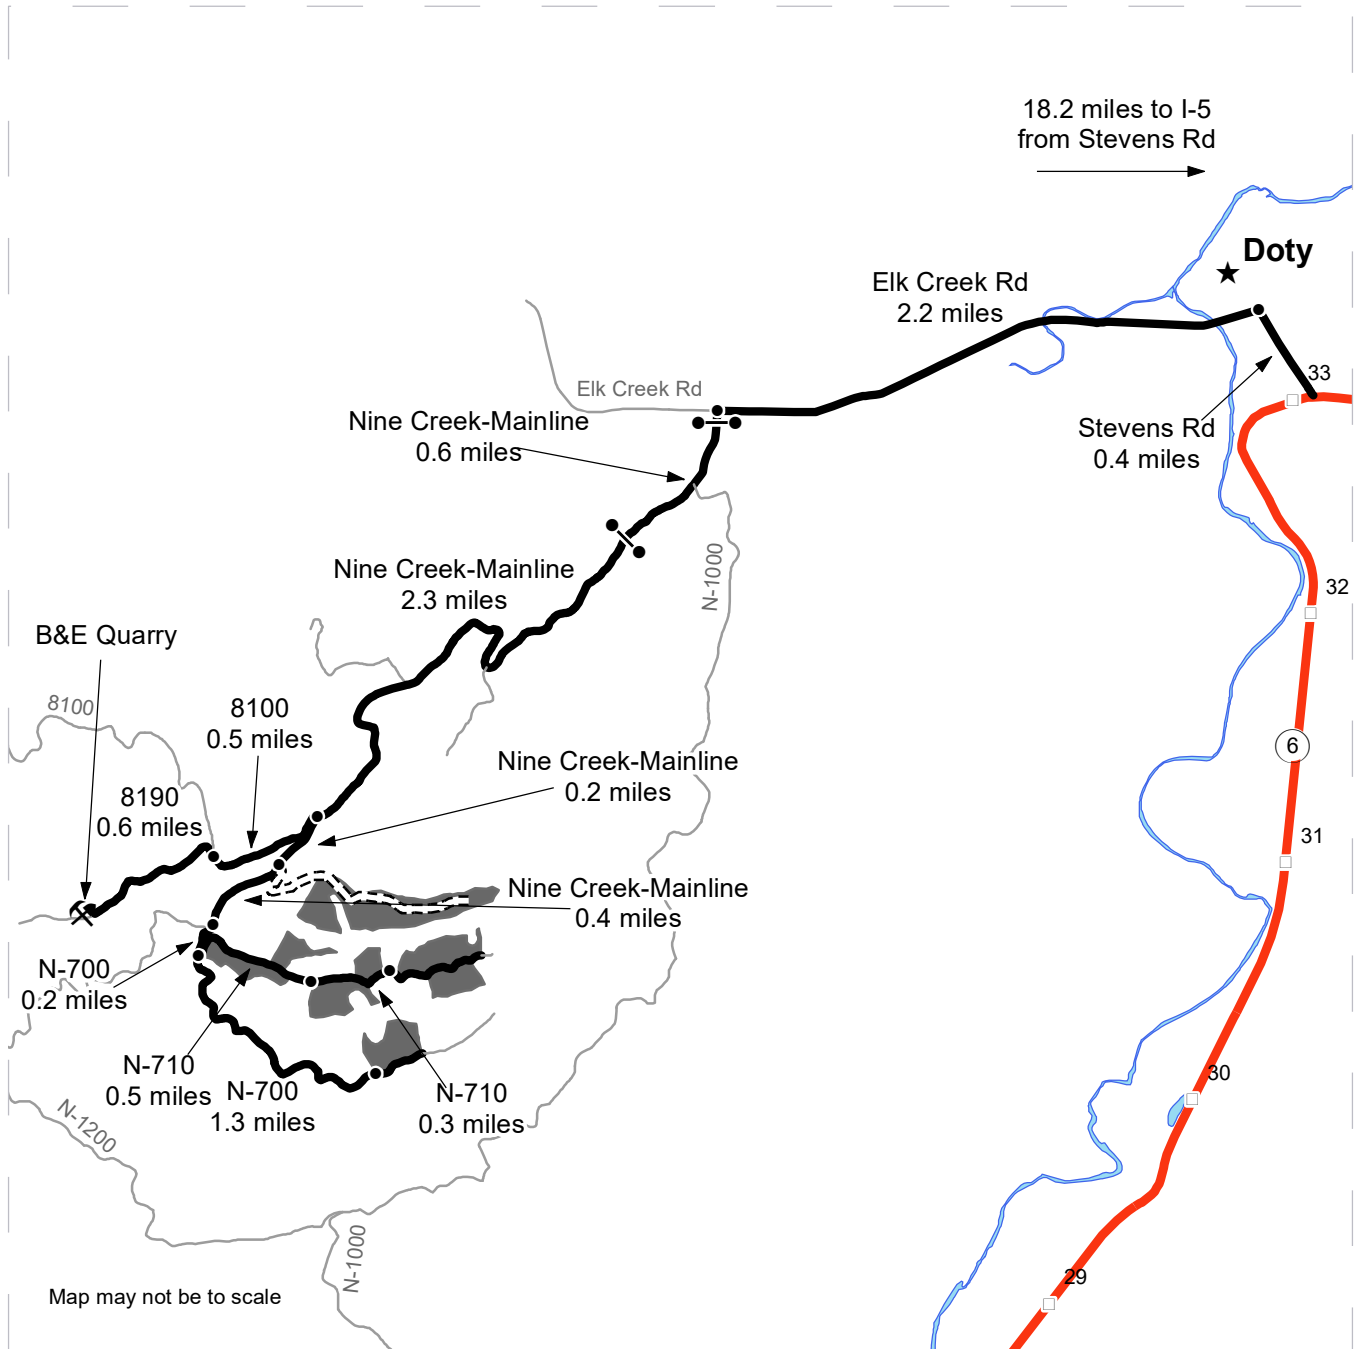 18.2 miles to I-5
from Stevens Rd
Doty
Elk Creek Rd
2.2 miles
33
Elk Creek Rd
Nine Creek-Mainline
0.6 miles
Stevens Rd
0.4 miles
N-1000
Nine Creek-Mainline
2.3 miles
32
B&E Quarry
8100
8100
0.5 miles
6
Nine Creek-Mainline
0.2 miles
8190
0.6 miles
31
Nine Creek-Mainline
0.4 miles
N-700
0.2 miles
N-710
0.5 miles
N-700
1.3 miles
N-710
0.3 miles
30
N-1200
N-1000
29
Map may not be to scale